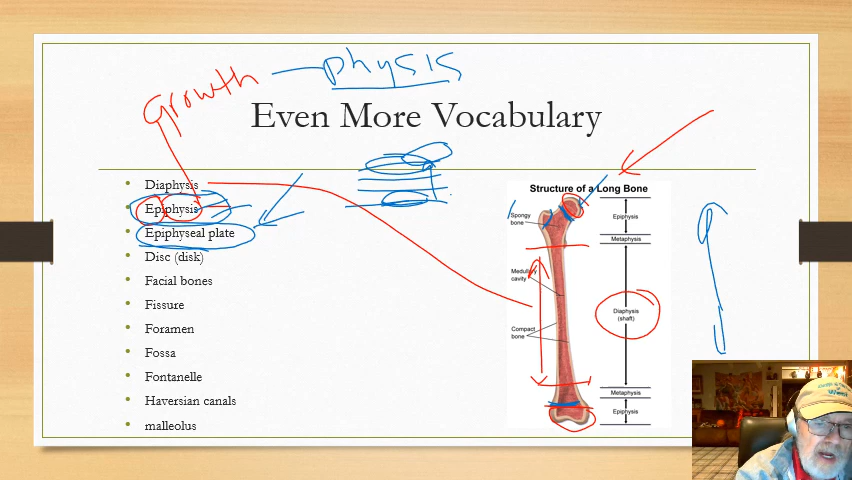 growth physis
Even More Vocabulary
• Diaphysis
• Epiphysis
• Epiphyseal plate
• Disc (disk)
• Facial bones
• Fissure
• Foramen
• Fossa
• Fontanelle
• Haversian canals
• malleolus
Structure of a Long Bone
Spongy
bone
Medullary
cavity
Compact
bone
Epiphysis
Metaphysis
Diaphysis
(shaft)
Metaphysis
Epiphysis
West